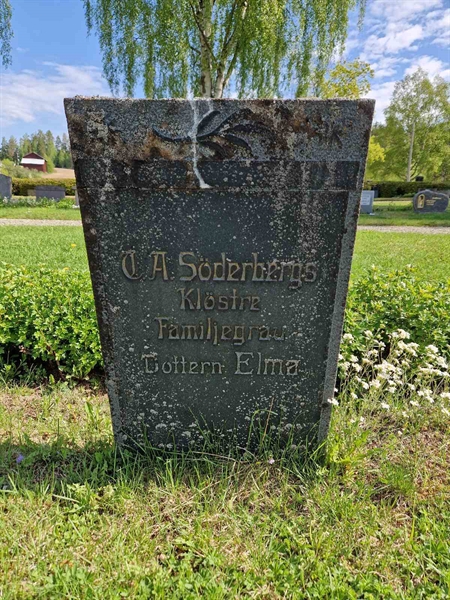 C. A. Söderbergs
Klöstre
Familjegrav
Dottern Elma